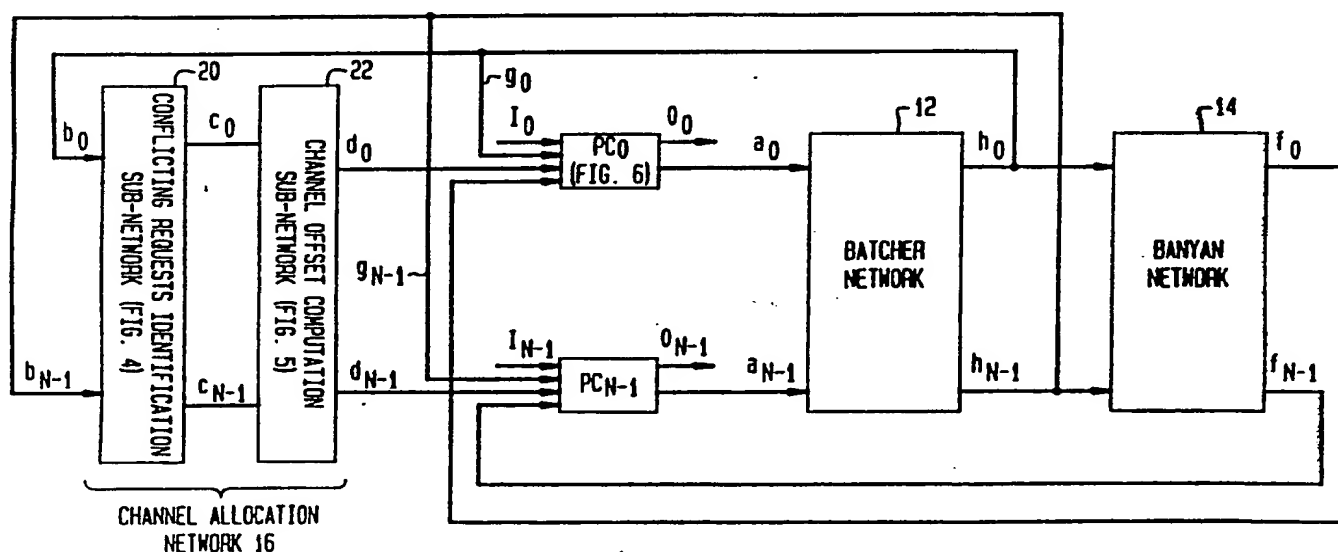 20
22
CONFLICTING REQUESTS IDENTIFICATION
SUB-NETWORK (FIG. 4)
CHANNEL OFFSET COMPUTATION
SUB-NETWORK (FIG. 5)
b0
c0
d0
g0
I0
O0
PC0
(FIG. 6)
a0
12
BATCHER
NETWORK
h0
14
BANYAN
NETWORK
f0
gN-1
bN-1
cN-1
dN-1
IN-1
ON-1
PCN-1
aN-1
hN-1
fN-1
CHANNEL ALLOCATION
NETWORK 16